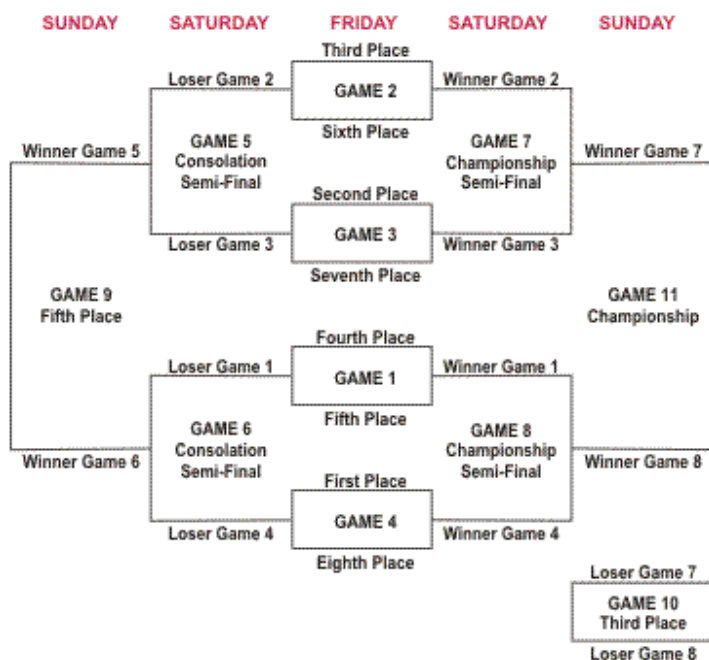 SUNDAY SATURDAY FRIDAY SATURDAY SUNDAY
Third Place
Loser Game 2 Winner Game 2
GAME 2
Sixth Place
GAME 5
Consolation
Semi-Final
GAME 7
Championship
Semi-Final
Winner Game 5 Winner Game 7
Second Place
Loser Game 3 GAME 3 Winner Game 3
Seventh Place
GAME 9
Fifth Place
GAME 11
Championship
Fourth Place
Loser Game 1 Winner Game 1
GAME 1
Fifth Place
GAME 6
Consolation
Semi-Final
GAME 8
Championship
Semi-Final
Winner Game 6 Winner Game 8
First Place
GAME 4
Loser Game 4 Winner Game 4
Eighth Place
Loser Game 7
GAME 10
Third Place
Loser Game 8